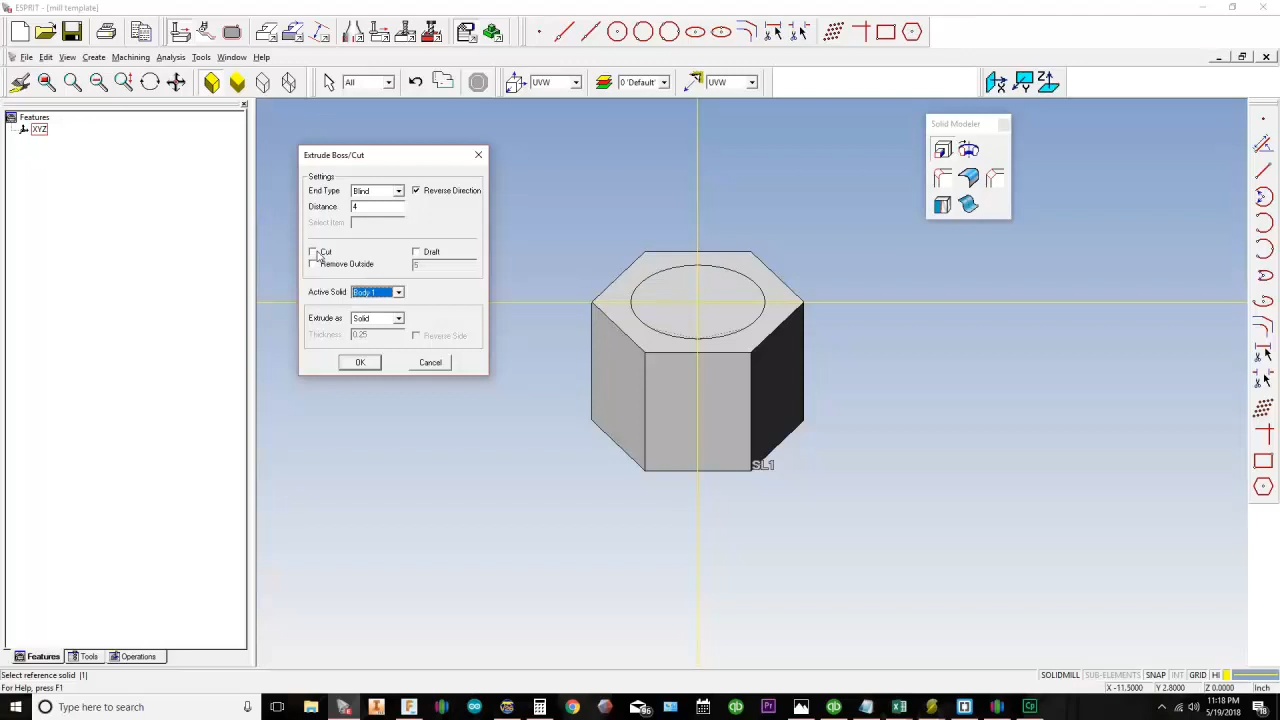 ESPRIT - [mill template]
File Edit View Create Machining Analysis Tools Window Help
All
UVW
0 'Default'
UVW
Features
XYZ
Solid Modeler
Extrude Boss/Cut
Settings
End Type Blind Reverse Direction
Distance 4
Select Item
Cut Draft
Remove Outside 5
Active Solid Body 1
Extrude as Solid
Thickness 0.25 Reverse Side
OK Cancel
SL1
Features Tools Operations
Select reference solid |1|
SOLIDMILL SUB-ELEMENTS SNAP INT GRID HI
For Help, press F1
X -11.5000 Y 2.8000 Z 0.0000 Inch
Type here to search
11:18 PM
5/19/2018